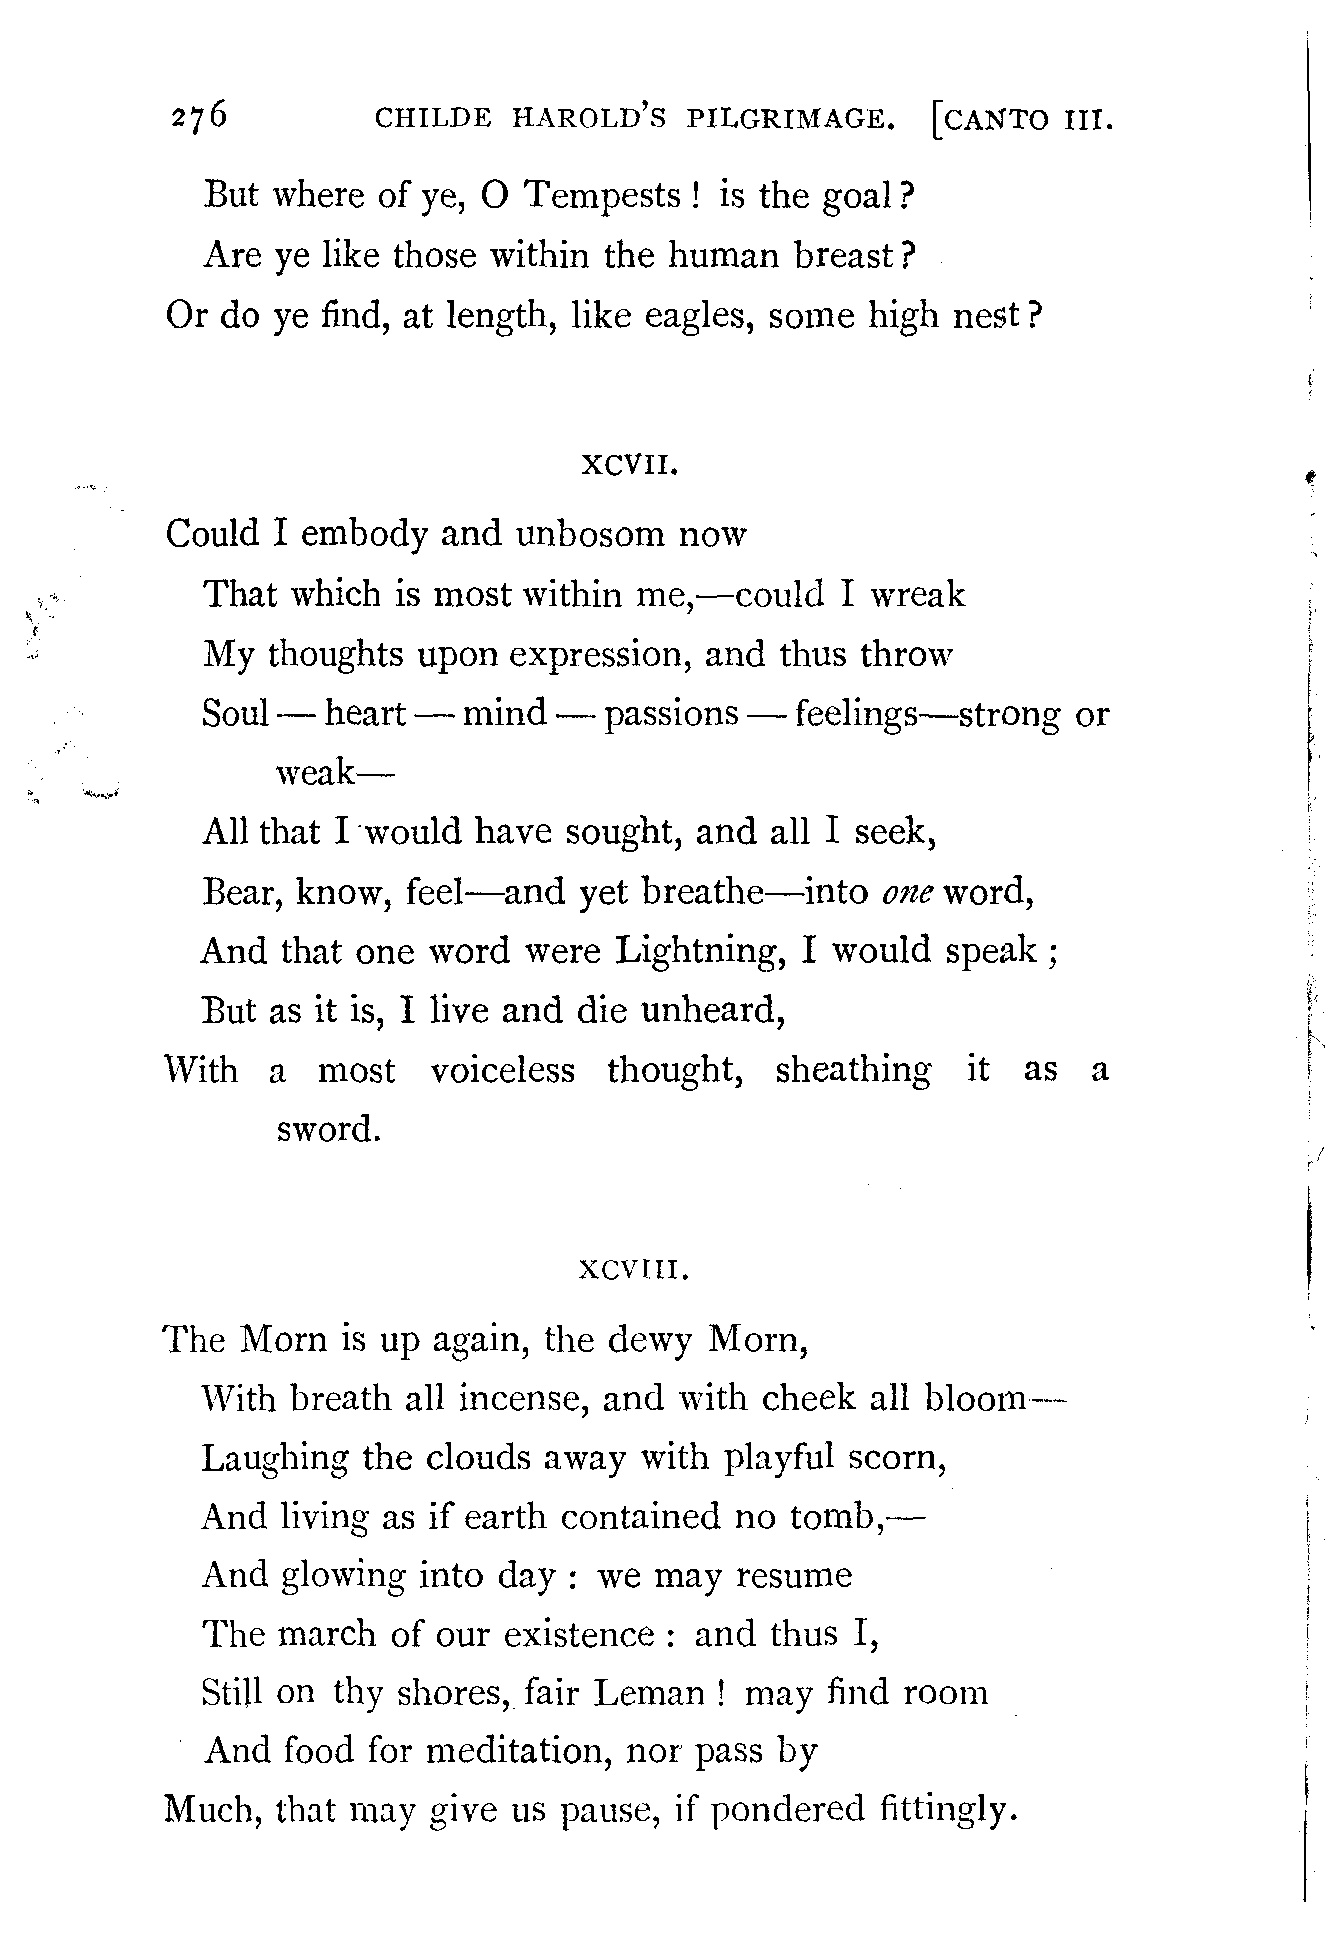 276 CHILDE HAROLD'S PILGRIMAGE. [CANTO III.
But where of ye, O Tempests ! is the goal ?
Are ye like those within the human breast ?
Or do ye find, at length, like eagles, some high nest ?
XCVII.
Could I embody and unbosom now
That which is most within me,—could I wreak
My thoughts upon expression, and thus throw
Soul — heart — mind — passions — feelings—strong or
weak—
All that I would have sought, and all I seek,
Bear, know, feel—and yet breathe—into one word,
And that one word were Lightning, I would speak ;
But as it is, I live and die unheard,
With a most voiceless thought, sheathing it as a
sword.
XCVIII.
The Morn is up again, the dewy Morn,
With breath all incense, and with cheek all bloom—
Laughing the clouds away with playful scorn,
And living as if earth contained no tomb,—
And glowing into day : we may resume
The march of our existence : and thus I,
Still on thy shores, fair Leman ! may find room
And food for meditation, nor pass by
Much, that may give us pause, if pondered fittingly.